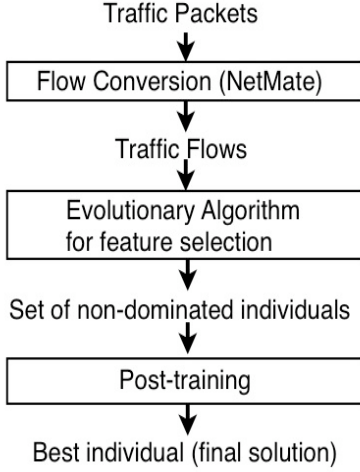 Traffic Packets
Flow Conversion (NetMate)
Traffic Flows
Evolutionary Algorithm
for feature selection
Set of non-dominated individuals
Post-training
Best individual (final solution)